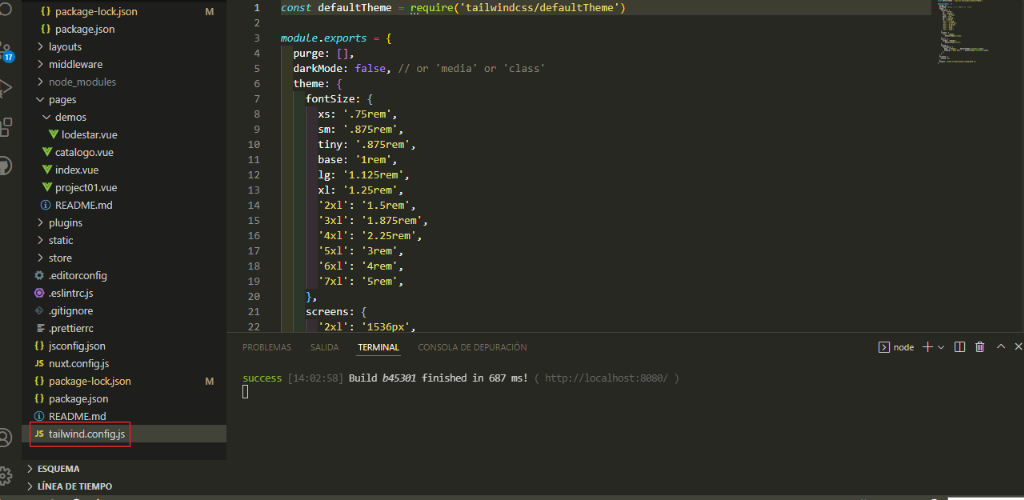 package-lock.json M
package.json
layouts
middleware
node_modules
pages
demos
lodestar.vue
catalogo.vue
index.vue
project01.vue
README.md
plugins
static
store
.editorconfig
.eslintrc.js
.gitignore
.prettierrc
jsconfig.json
nuxt.config.js
package-lock.json M
package.json
README.md
tailwind.config.js
ESQUEMA
LÍNEA DE TIEMPO
17
1 const defaultTheme = require('tailwindcss/defaultTheme')
2
3 module.exports = {
4 purge: [],
5 darkMode: false, // or 'media' or 'class'
6 theme: {
7 fontSize: {
8 xs: '.75rem',
9 sm: '.875rem',
10 tiny: '.875rem',
11 base: '1rem',
12 lg: '1.125rem',
13 xl: '1.25rem',
14 '2xl': '1.5rem',
15 '3xl': '1.875rem',
16 '4xl': '2.25rem',
17 '5xl': '3rem',
18 '6xl': '4rem',
19 '7xl': '5rem',
20 },
21 screens: {
22 '2xl': '1536px',
PROBLEMAS SALIDA TERMINAL CONSOLA DE DEPURACIÓN node
success [14:02:58] Build b45301 finished in 687 ms! ( http://localhost:8080/ )